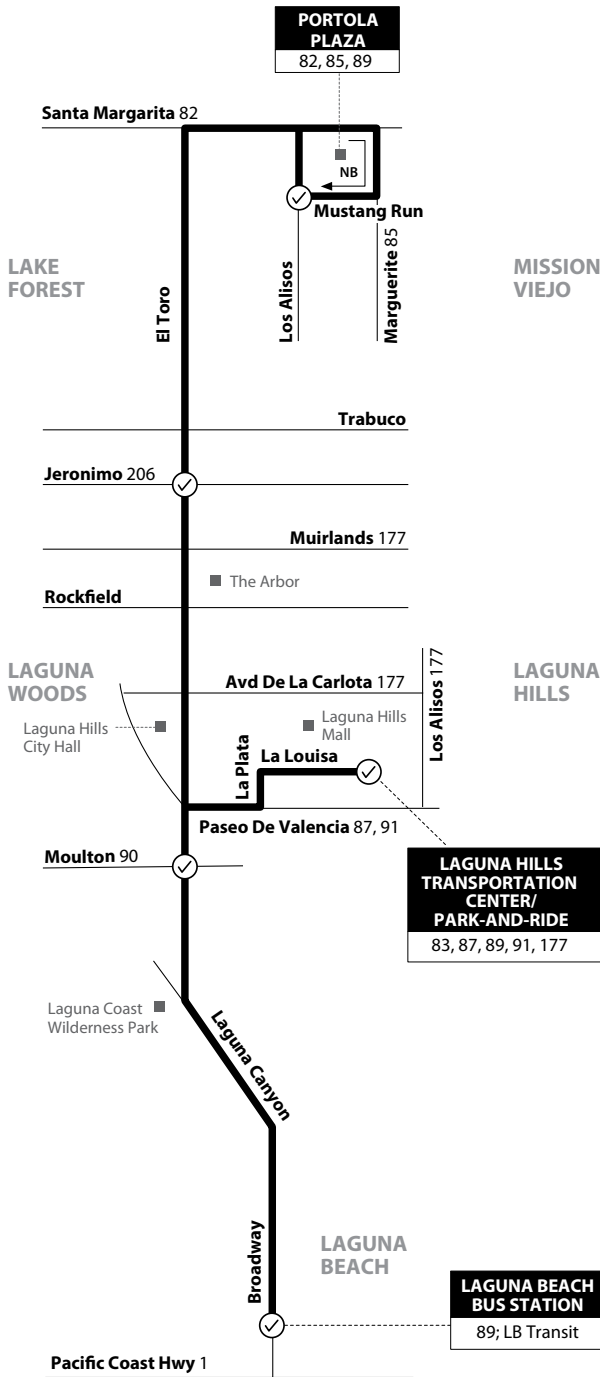 PORTOLA
PLAZA
82, 85, 89
Santa Margarita 82
NB
Mustang Run
LAKE
FOREST
El Toro
Los Alisos
Marguerite 85
MISSION
VIEJO
Trabuco
Jeronimo 206
Muirlands 177
The Arbor
Rockfield
LAGUNA
WOODS
Avd De La Carlota 177
Los Alisos 177
LAGUNA
HILLS
Laguna Hills
City Hall
Laguna Hills
Mall
La Plata
La Louisa
Paseo De Valencia 87, 91
Moulton 90
LAGUNA HILLS
TRANSPORTATION
CENTER/
PARK-AND-RIDE
83, 87, 89, 91, 177
Laguna Coast
Wilderness Park
Laguna Canyon
Broadway
LAGUNA
BEACH
LAGUNA BEACH
BUS STATION
89; LB Transit
Pacific Coast Hwy 1